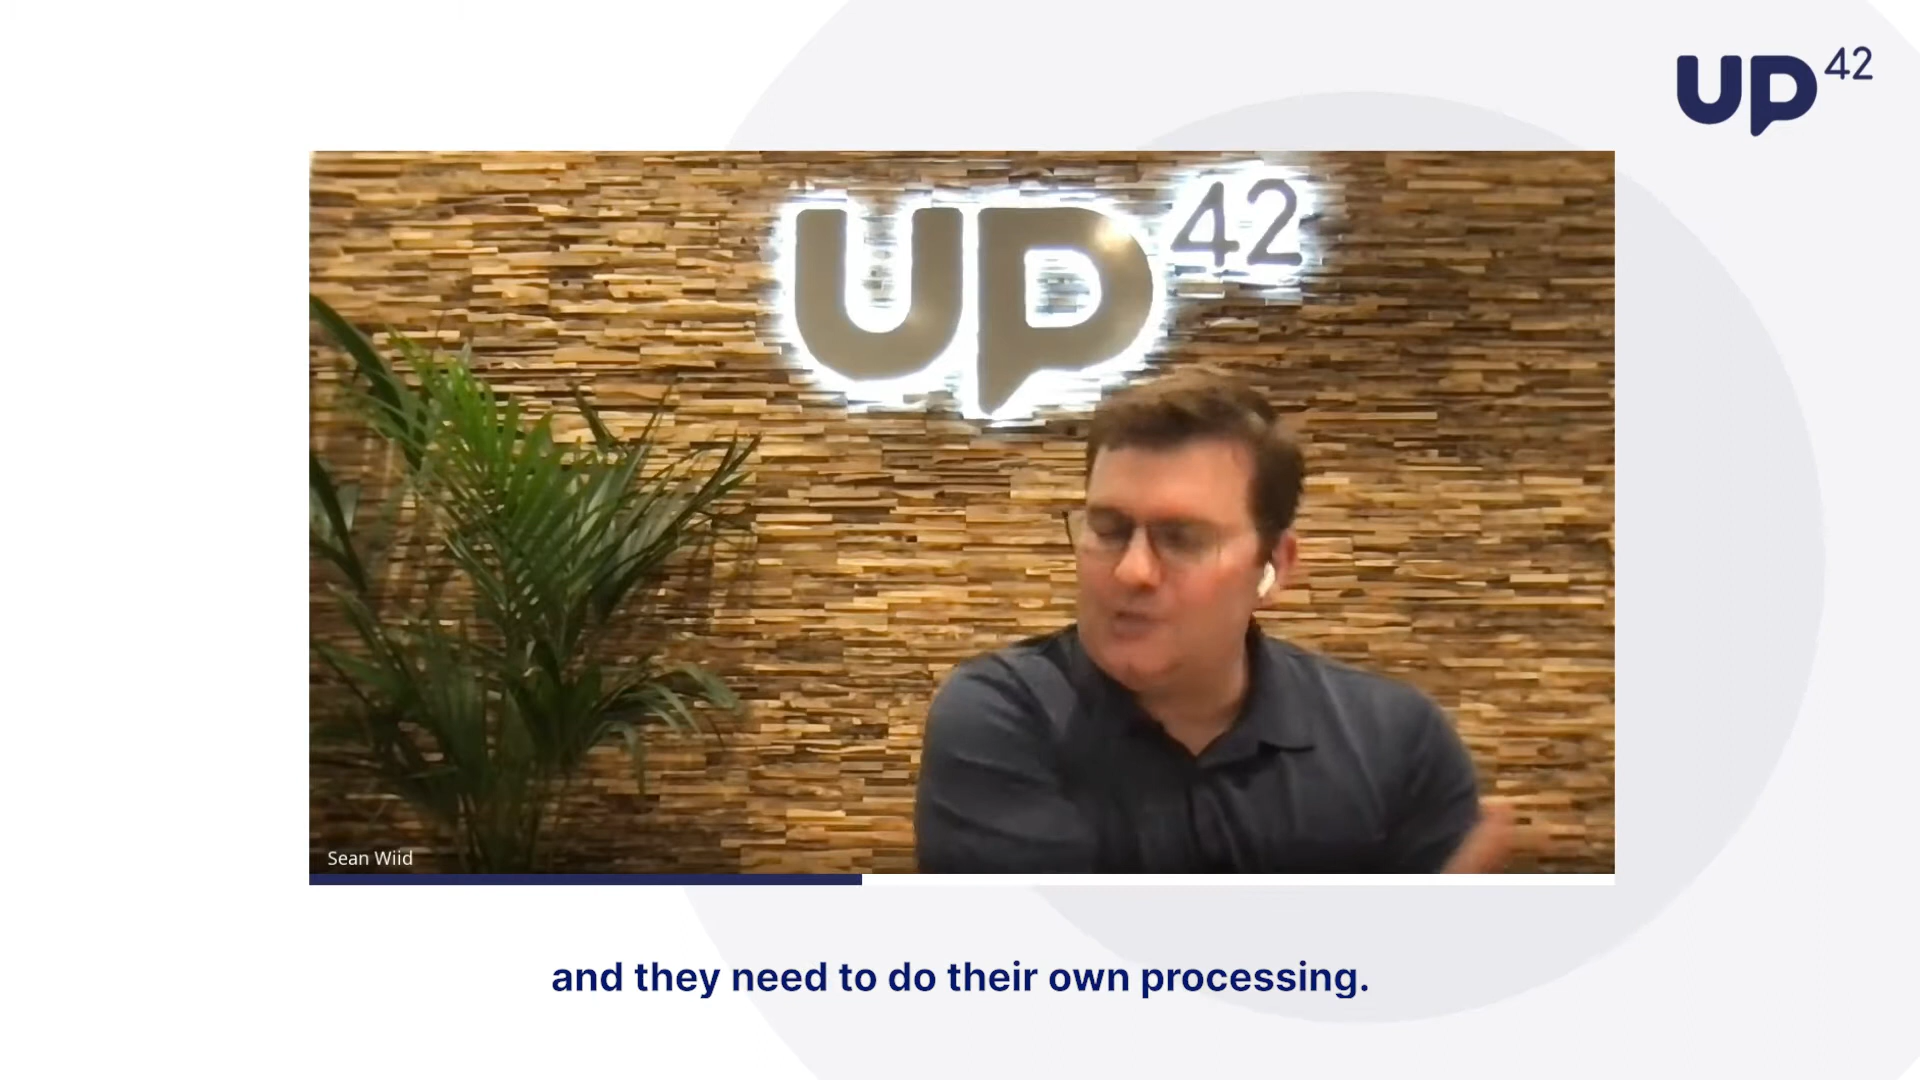 UP42
UP42
Sean Wiid
and they need to do their own processing.